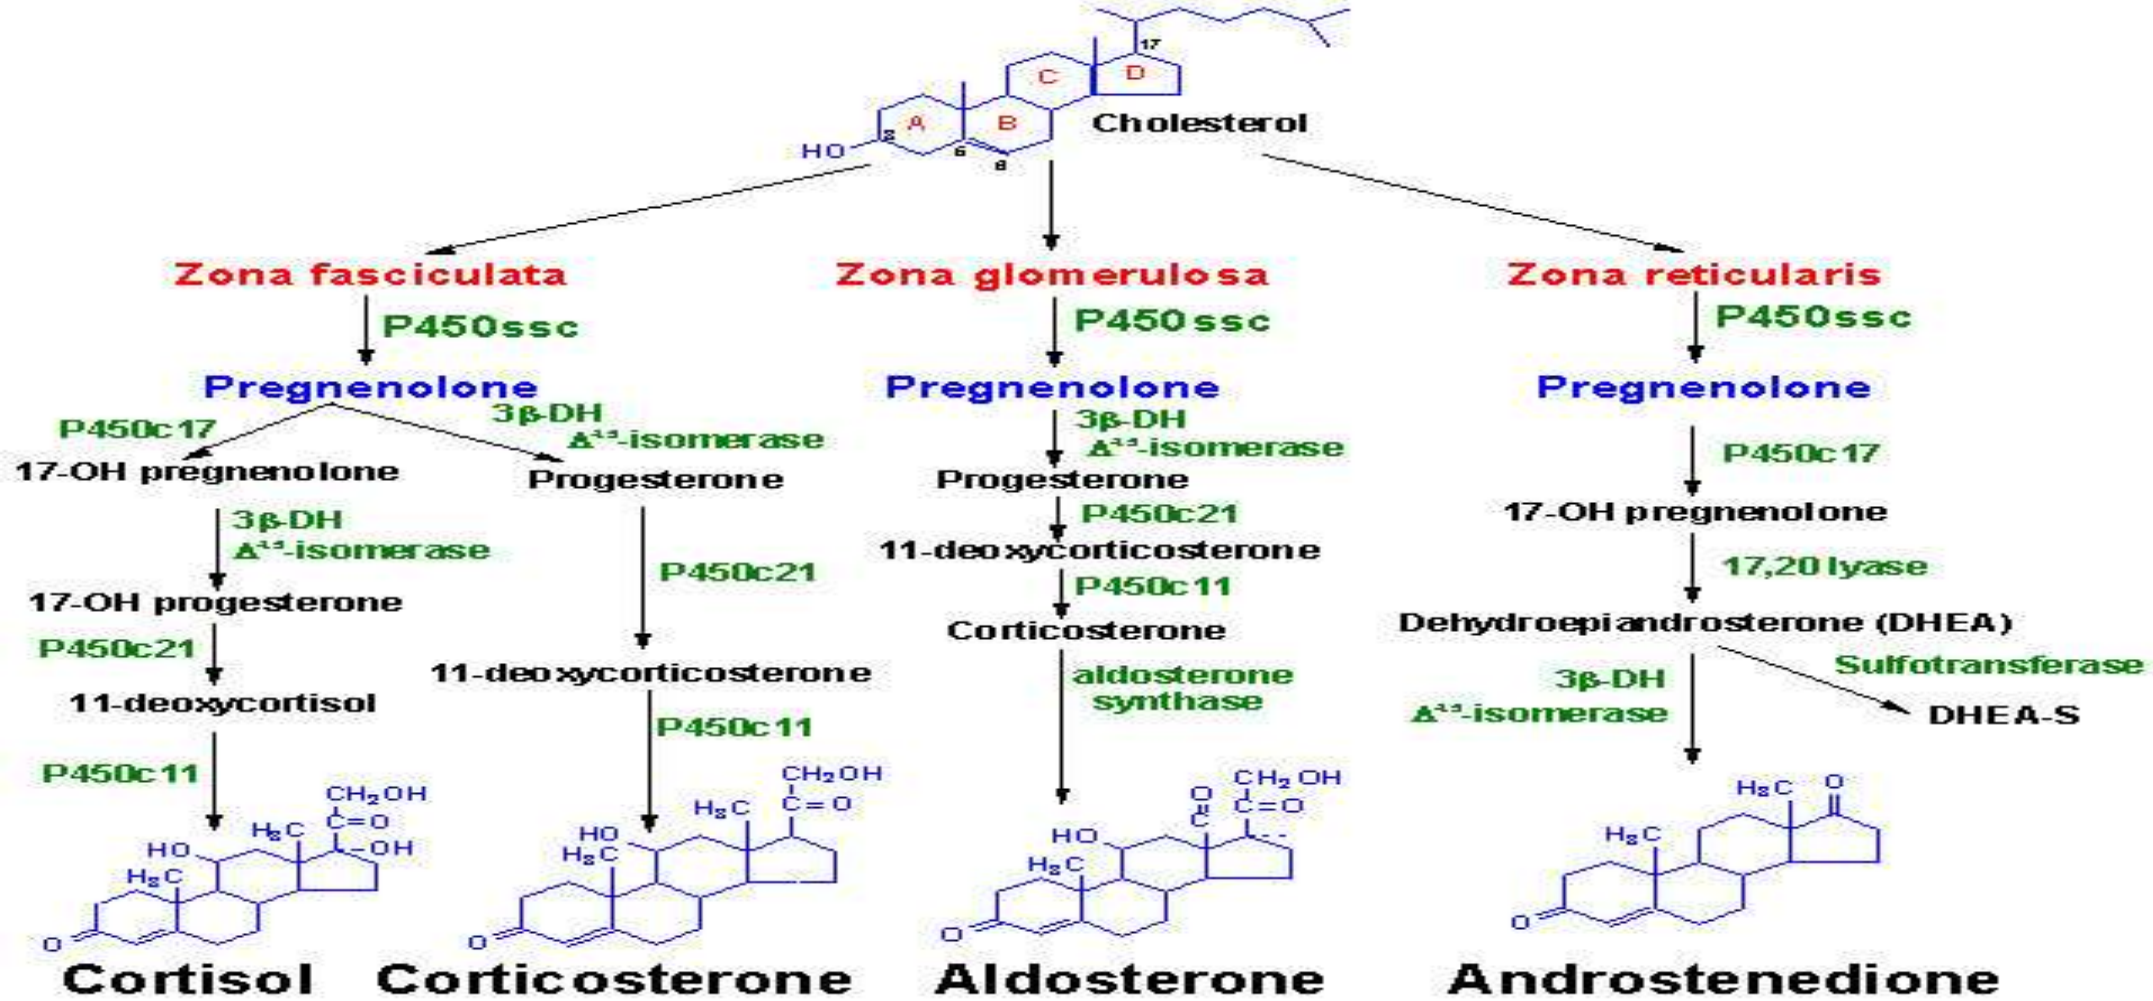 17
C
D
A
B
Cholesterol
3
HO
5
6
Zona fasciculata
Zona glomerulosa
Zona reticularis
P450ssc
P450ssc
P450ssc
Pregnenolone
Pregnenolone
Pregnenolone
P450c17
3β-DH
-isomerase
17-OH pregnenolone
Progesterone
3β-DH
-isomerase
17-OH progesterone
P450c21
P450c21
11-deoxycortisol
11-deoxycorticosterone
P450c11
P450c11
3β-DH
-isomerase
Progesterone
P450c21
11-deoxycorticosterone
P450c11
Corticosterone
aldosterone
synthase
P450c17
17-OH pregnenolone
17,20 lyase
Dehydroepiandrosterone (DHEA)
3β-DH
-isomerase
Sulfotransferase
DHEA-S
CH₂OH
C=O
H₃C
OH
HO
H₃C
O
CH₂OH
C=O
H₃C
HO
H₃C
O
CH₂OH
O
C=O
C
HO
H₃C
O
O
H₃C
H₃C
O
Cortisol
Corticosterone
Aldosterone
Androstenedione